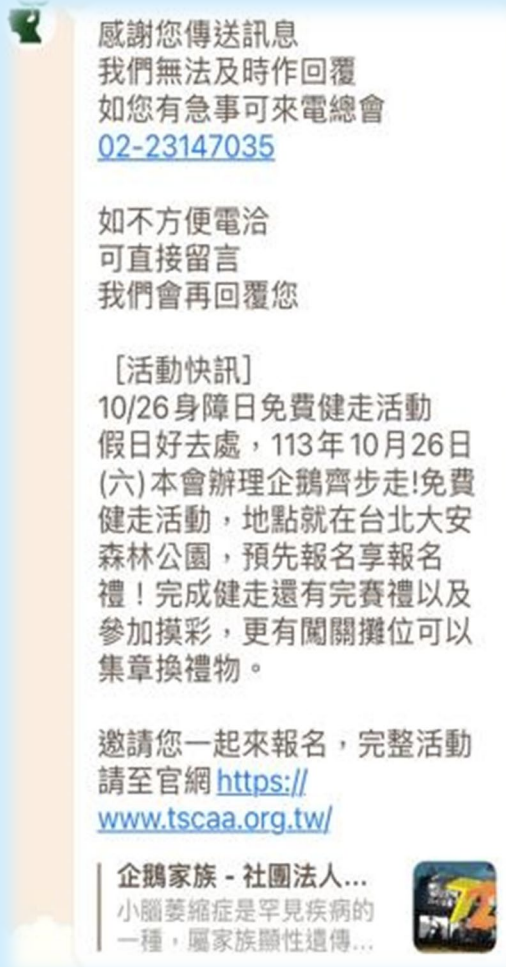 感謝您傳送訊息
我們無法及時作回覆
如您有急事可來電總會
02-23147035
如不方便電洽
可直接留言
我們會再回覆您
[活動快訊]
10/26身障日免費健走活動
假日好去處，113年10月26日
(六)本會辦理企鵝齊步走!免費
健走活動，地點就在台北大安
森林公園，預先報名享報名
禮！完成健走還有完賽禮以及
參加摸彩，更有闖關攤位可以
集章換禮物。
邀請您一起來報名，完整活動
請至官網https://
www.tscaa.org.tw/
企鵝家族 - 社團法人...
小腦萎縮症是罕見疾病的
一種，屬家族顯性遺傳...